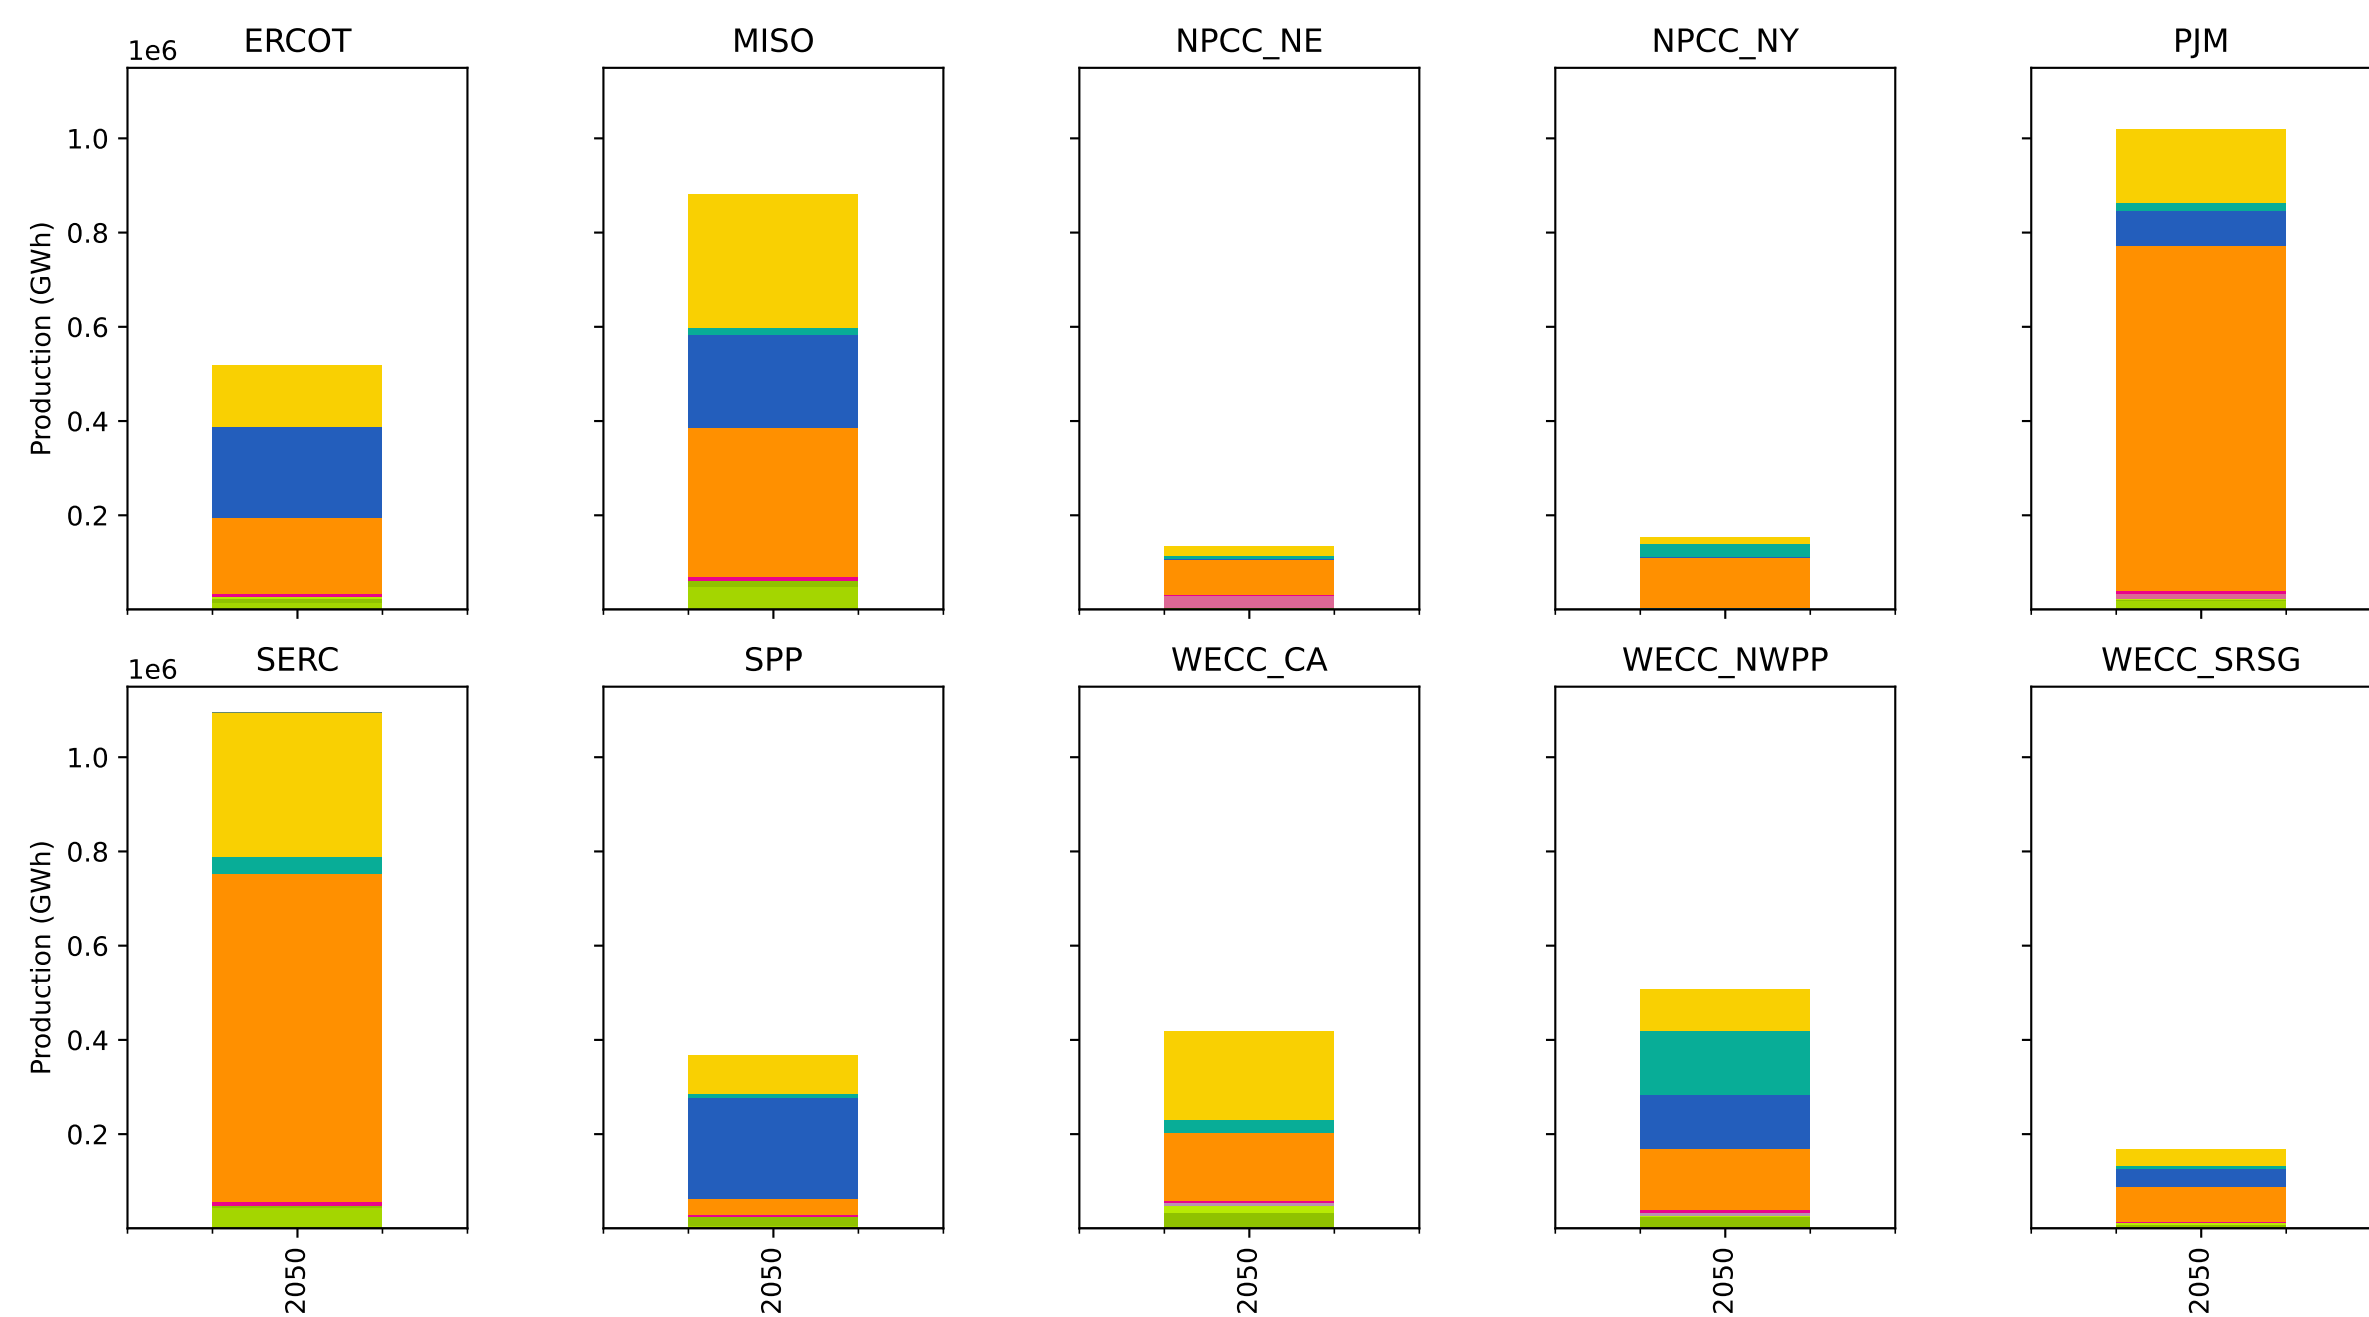 ERCOT MISO NPCC_NE NPCC_NY PJM
1e6
1.0
0.8
0.6
0.4
0.2
Production (GWh)
SERC SPP WECC_CA WECC_NWPP WECC_SRSG
1e6
1.0
0.8
0.6
0.4
0.2
Production (GWh)
2050 2050 2050 2050 2050